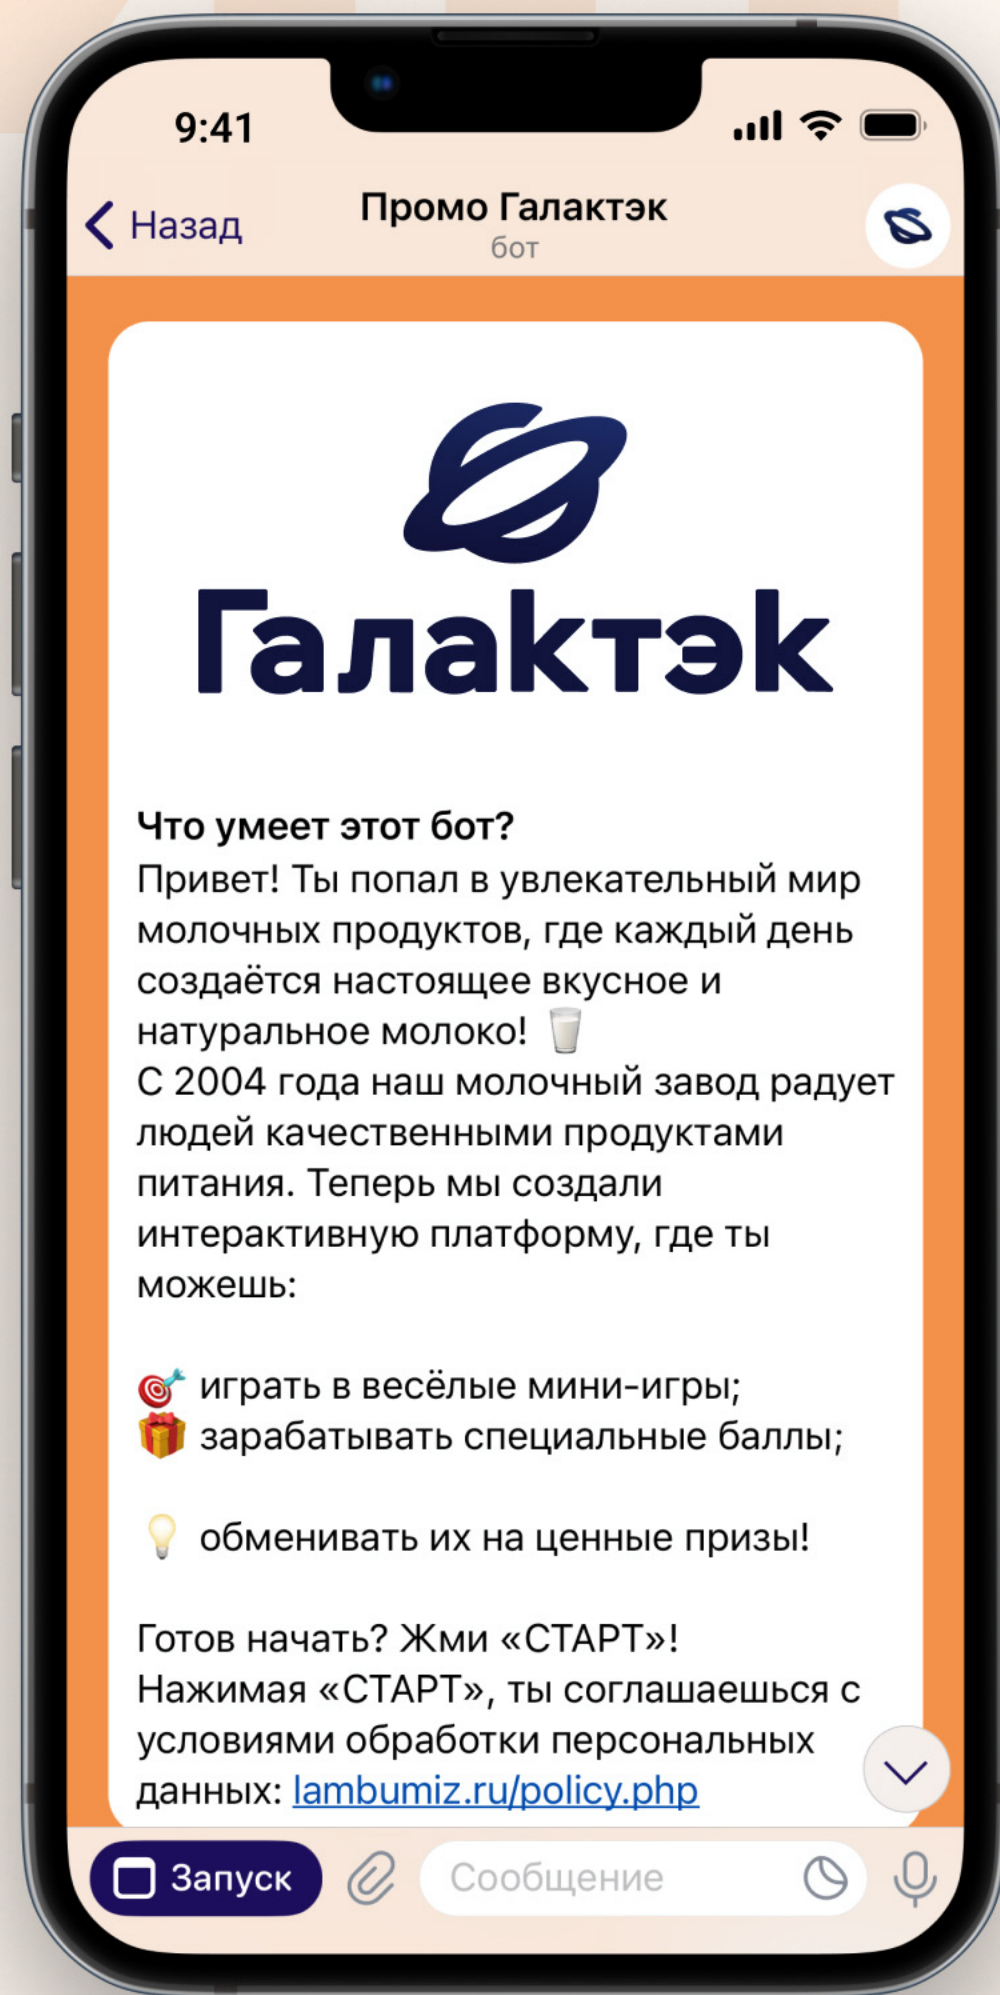 9:41
Назад
Промо Галактэк
бот
Галактэк
Что умеет этот бот?
Привет! Ты попал в увлекательный мир
молочных продуктов, где каждый день
создаётся настоящее вкусное и
натуральное молоко! 🥛
С 2004 года наш молочный завод радует
людей качественными продуктами
питания. Теперь мы создали
интерактивную платформу, где ты
можешь:
🎯 играть в весёлые мини-игры;
🎁 зарабатывать специальные баллы;
💡 обменивать их на ценные призы!
Готов начать? Жми «СТАРТ»!
Нажимая «СТАРТ», ты соглашаешься с
условиями обработки персональных
данных: lambumiz.ru/policy.php
Запуск
Сообщение